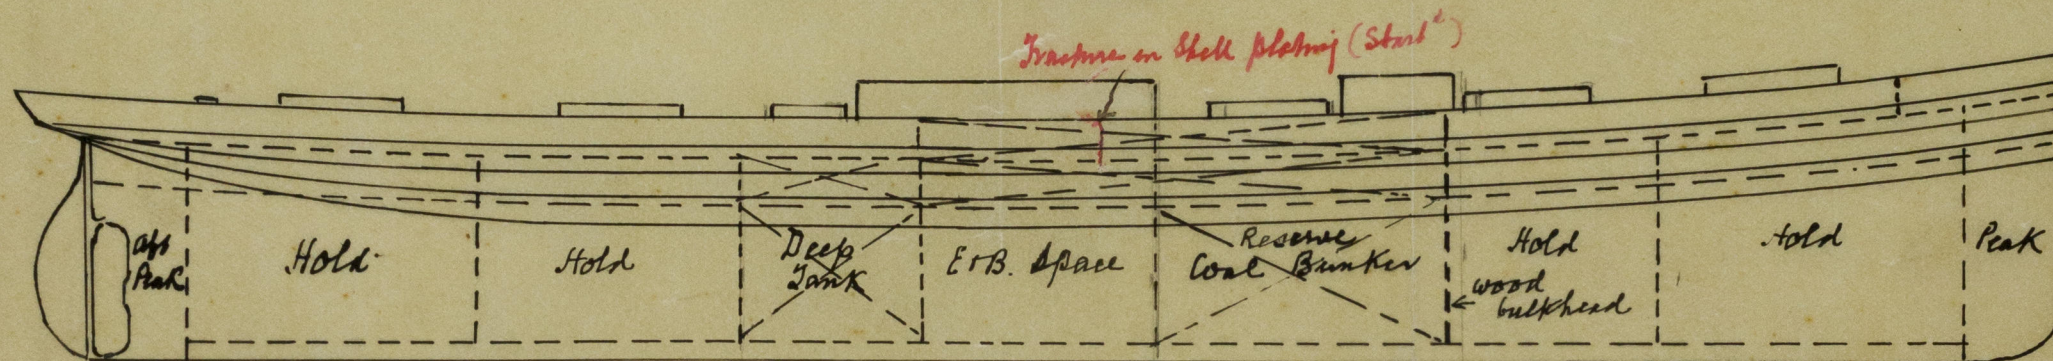 Fracture in Shell plating (Starbd)
Aft
Peak
Hold
Hold
Deep
Tank
E&B. Space
Reserve
Coal Bunker
Hold
wood
bulkhead
Hold
Peak